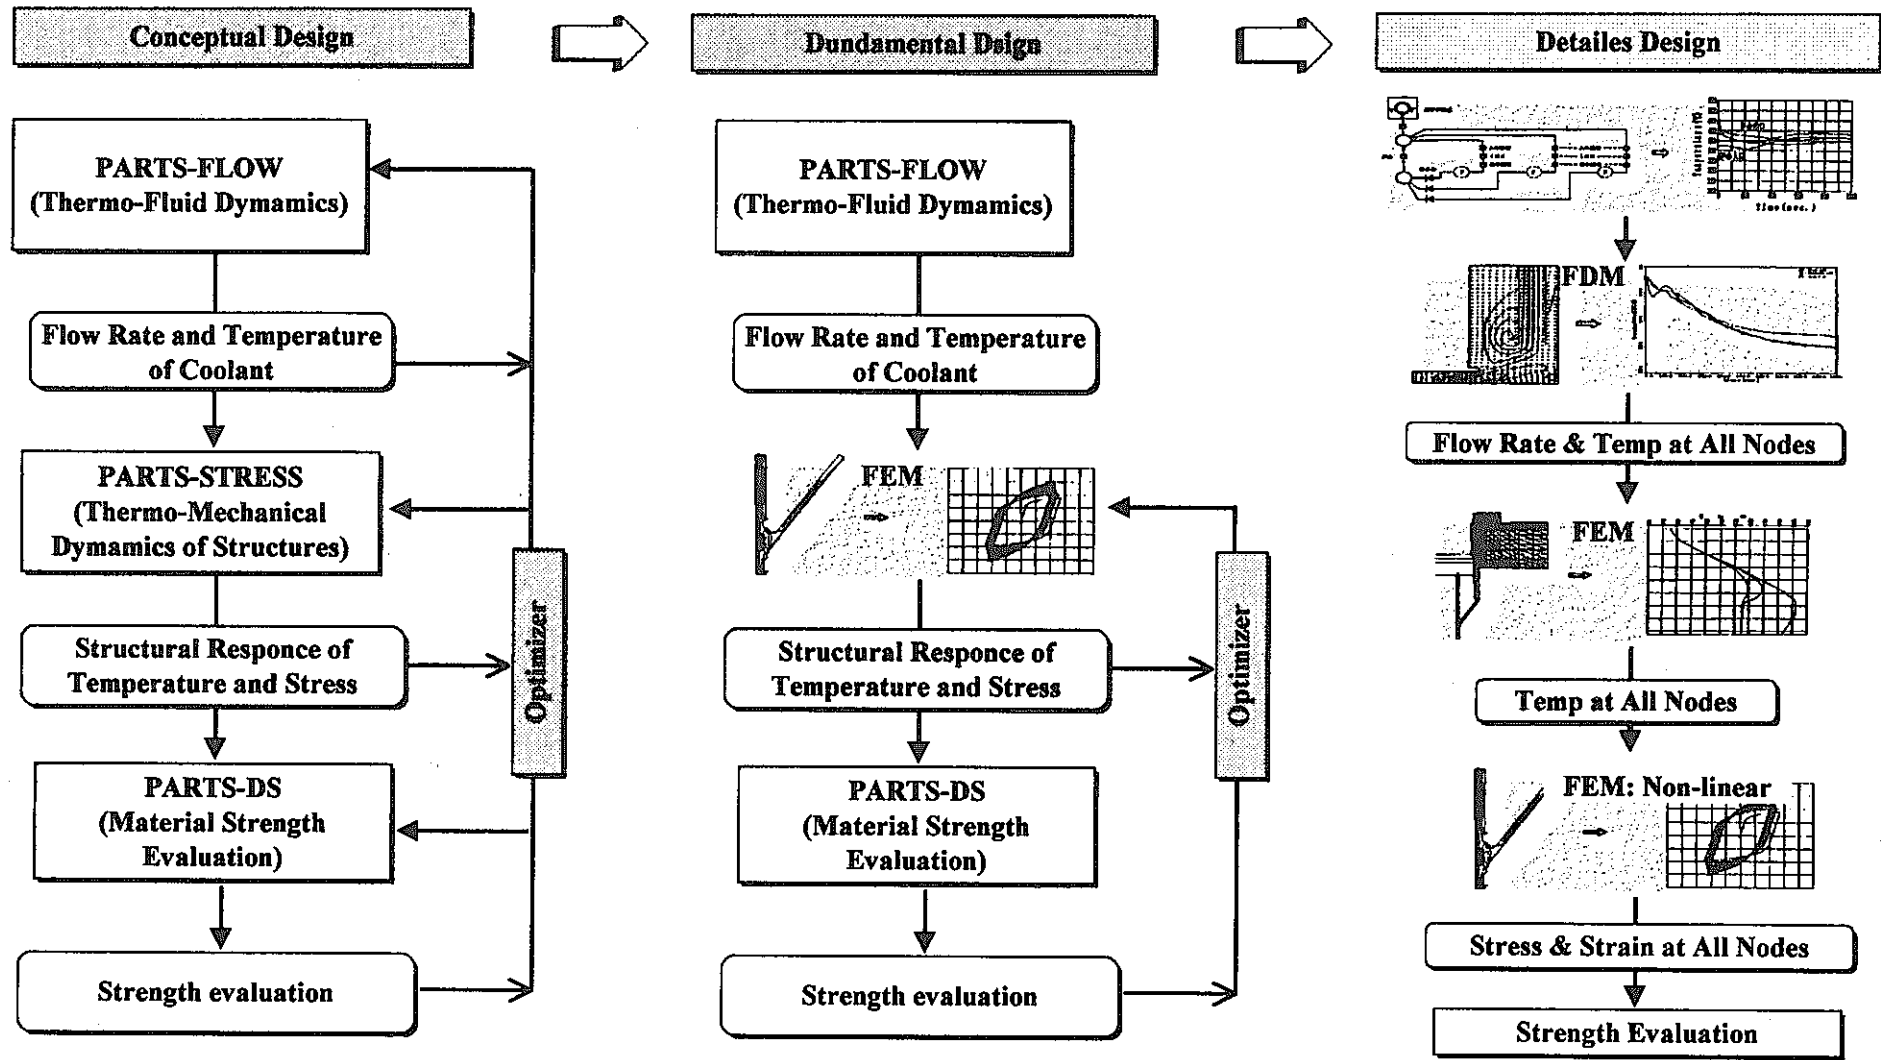 Conceptual Design
Dundamental Dsign
Detailes Design
PARTS-FLOW
(Thermo-Fluid Dymamics)
Flow Rate and Temperature
of Coolant
PARTS-STRESS
(Thermo-Mechanical
Dymamics of Structures)
Structural Responce of
Temperature and Stress
PARTS-DS
(Material Strength
Evaluation)
Strength evaluation
Optimizer
PARTS-FLOW
(Thermo-Fluid Dymamics)
Flow Rate and Temperature
of Coolant
FEM
Structural Responce of
Temperature and Stress
PARTS-DS
(Material Strength
Evaluation)
Strength evaluation
Optimizer
Time(sec.)
FDM
Flow Rate & Temp at All Nodes
FEM
Temp at All Nodes
FEM: Non-linear
Stress & Strain at All Nodes
Strength Evaluation